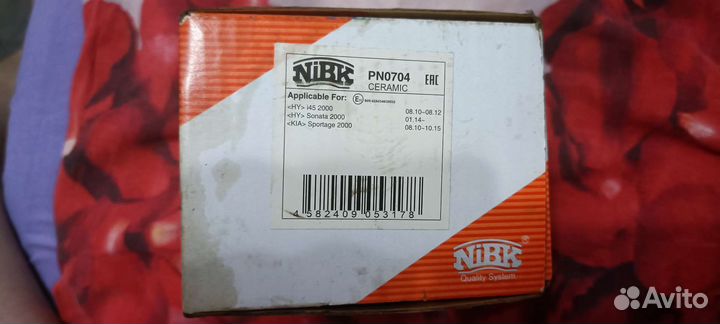 NiBK PN0704 EAC
CERAMIC
Applicable For: E
<HY> i45 2000 08.10–08.12
<HY> Sonata 2000 01.14–
<KIA> Sportage 2000 08.10–10.15
4 582409 053178
NiBK ®
Quality System
Avito